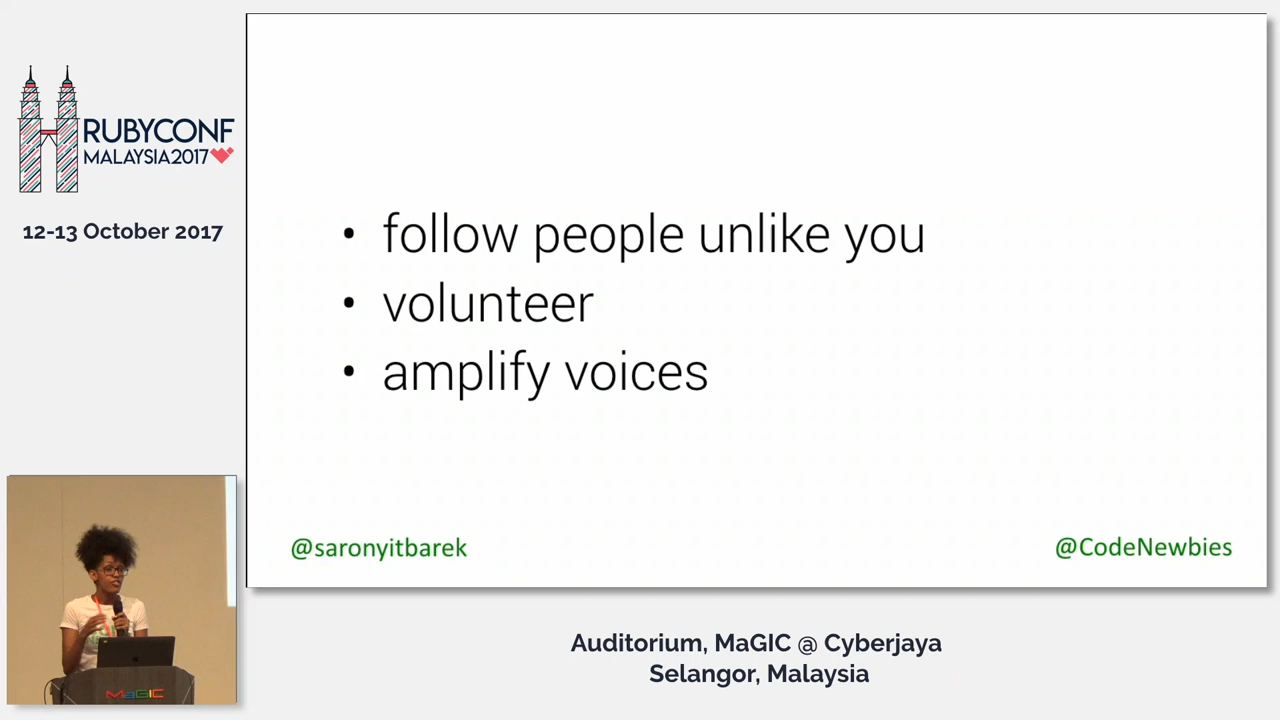 RUBYCONF
MALAYSIA2017
12-13 October 2017
• follow people unlike you
• volunteer
• amplify voices
@saronyitbarek
@CodeNewbies
MaGIC
Auditorium, MaGIC @ Cyberjaya
Selangor, Malaysia